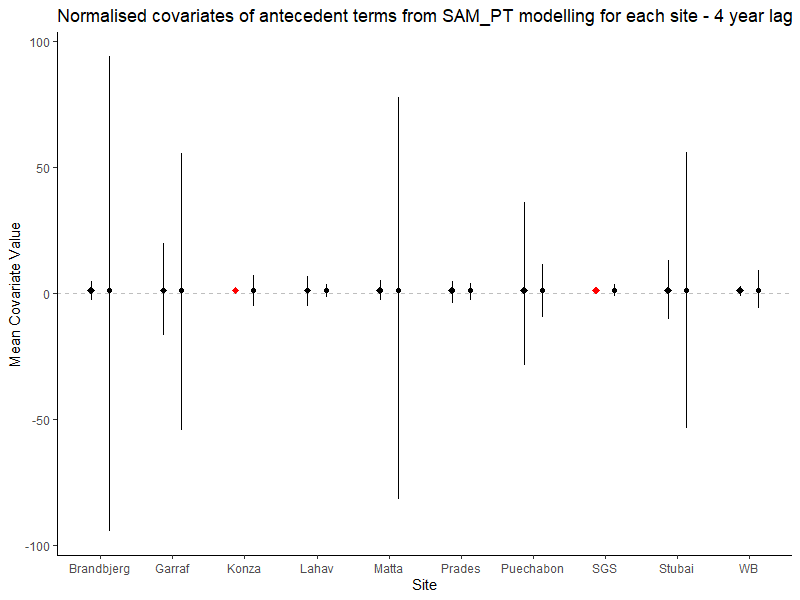 Normalised covariates of antecedent terms from SAM_PT modelling for each site - 4 year lag
Mean Covariate Value
100
50
0
-50
-100
Brandbjerg Garraf Konza Lahav Matta Prades Puechabon SGS Stubai WB
Site